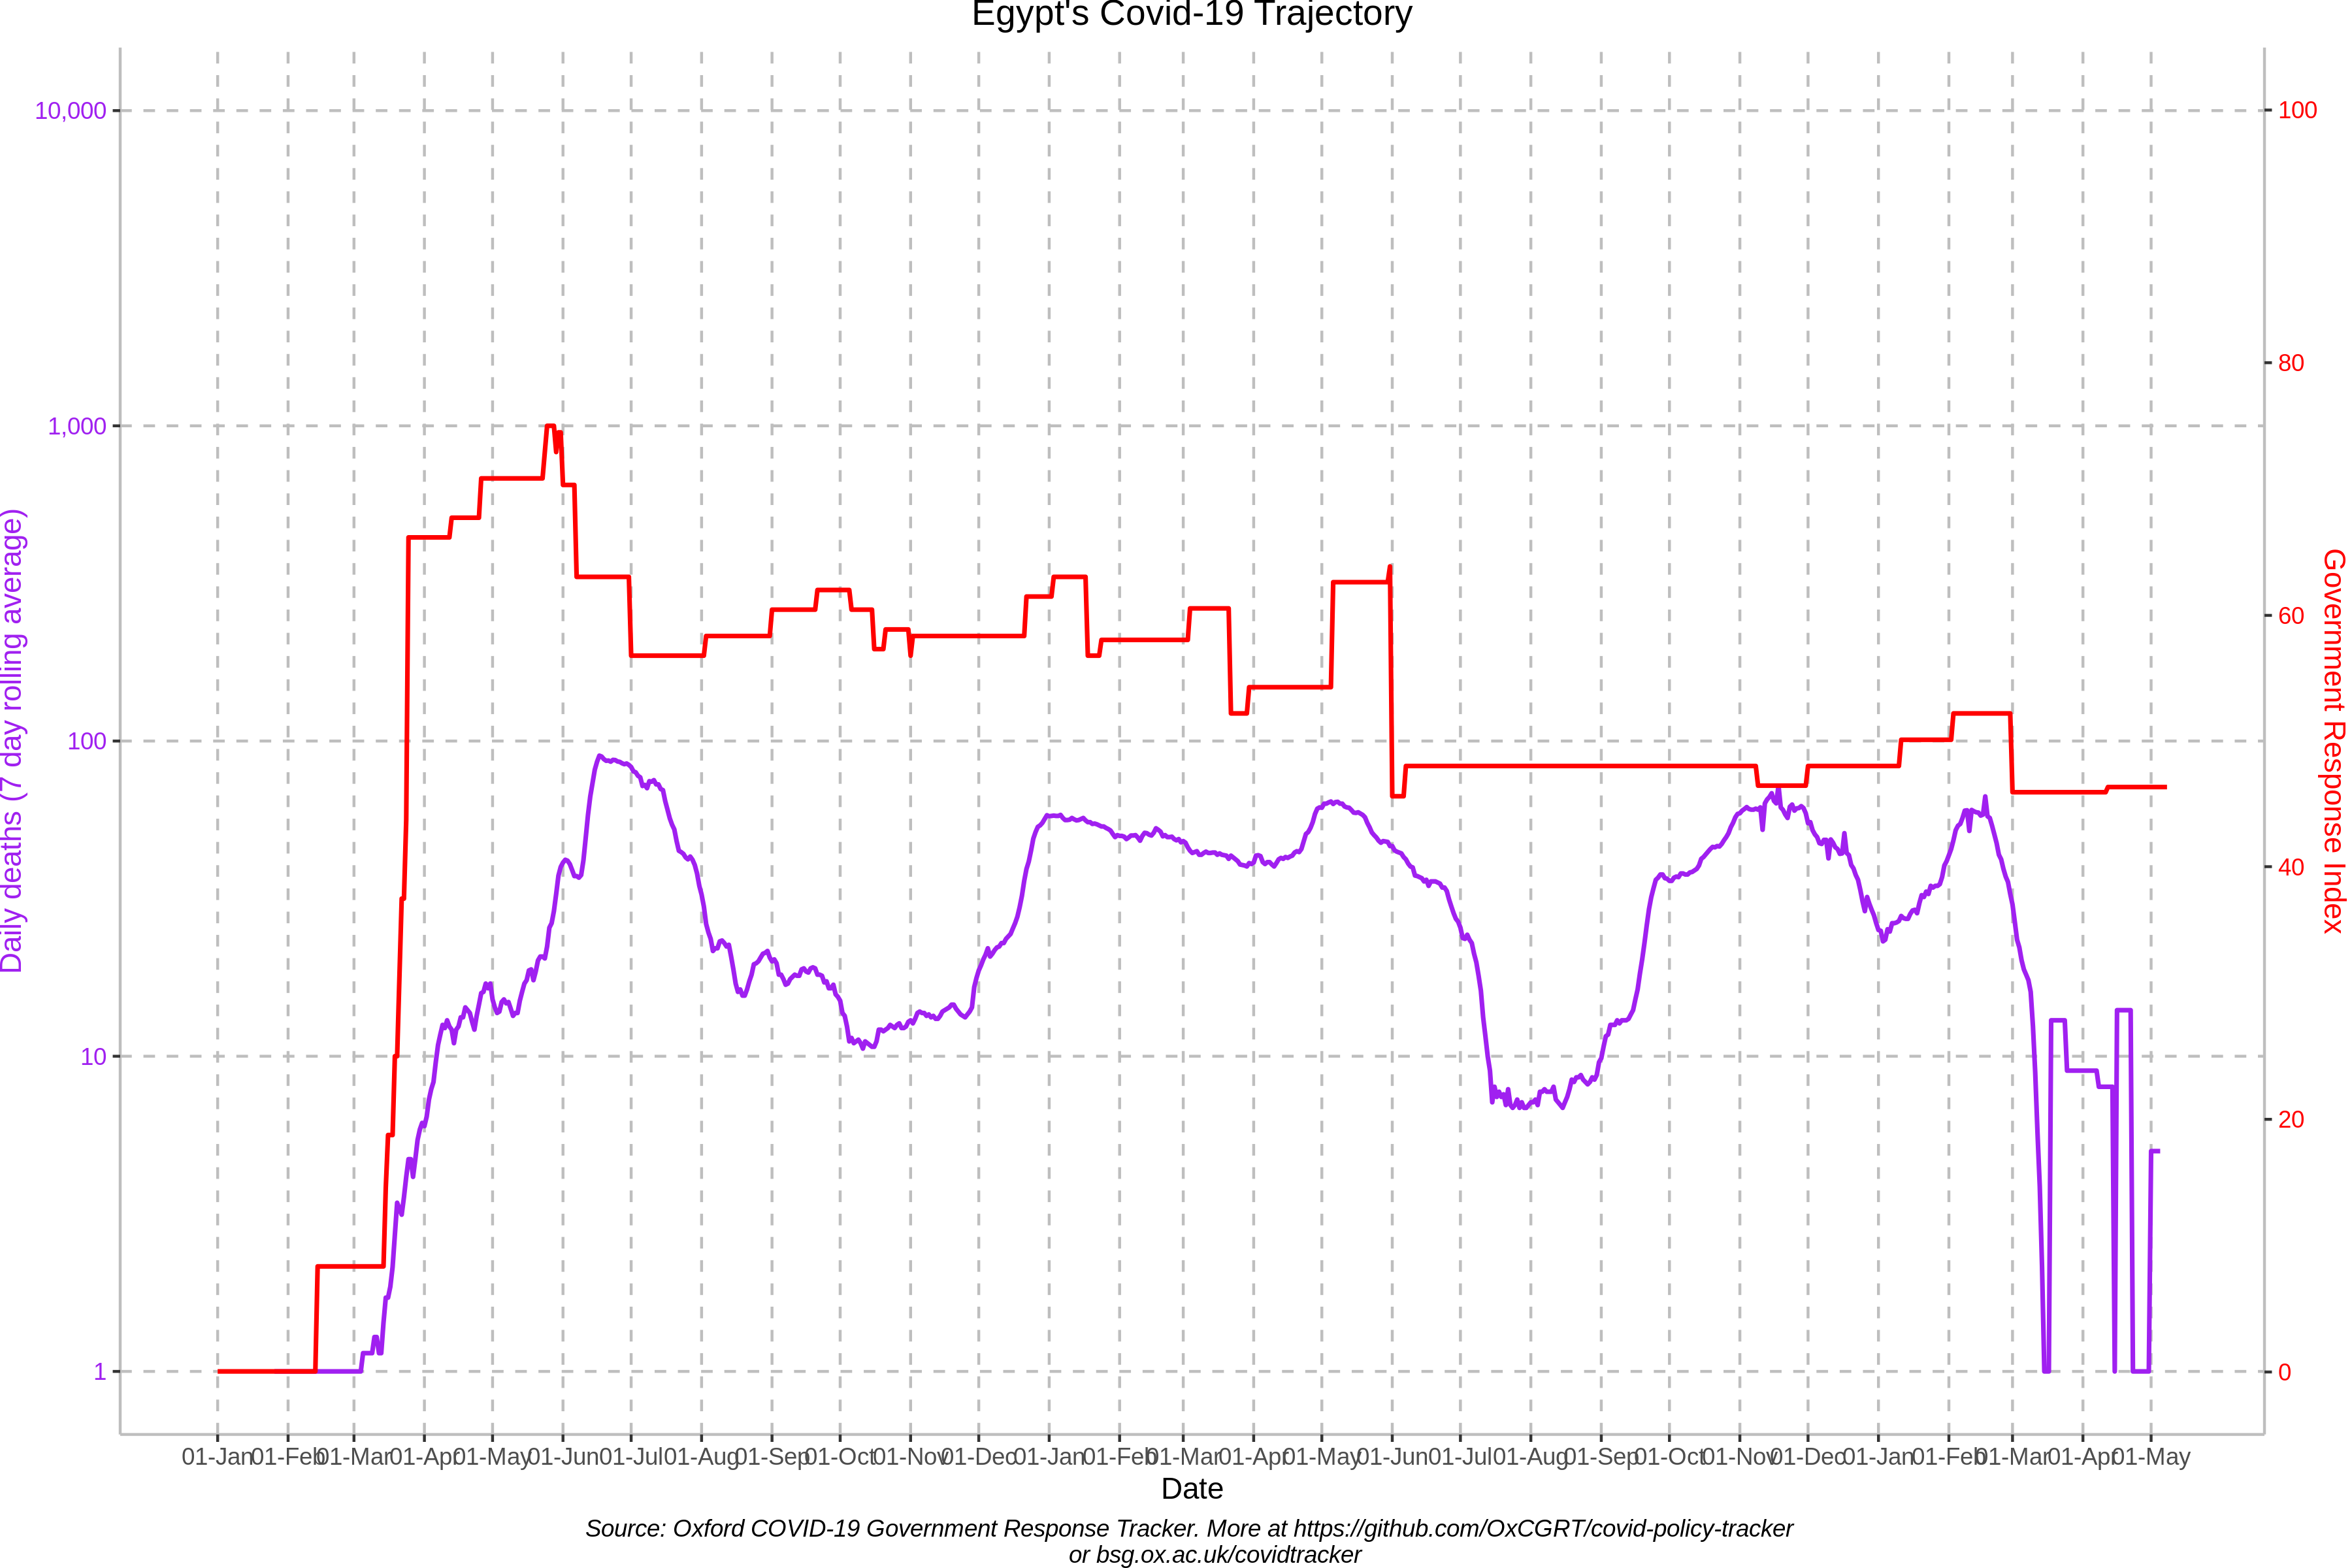 Egypt's Covid-19 Trajectory
10,000
1,000
100
10
1
Daily deaths (7 day rolling average)
100
80
60
40
20
0
Government Response Index
01-Jan 01-Feb 01-Mar 01-Apr 01-May 01-Jun 01-Jul 01-Aug 01-Sep 01-Oct 01-Nov 01-Dec 01-Jan 01-Feb 01-Mar 01-Apr 01-May 01-Jun 01-Jul 01-Aug 01-Sep 01-Oct 01-Nov 01-Dec 01-Jan 01-Feb 01-Mar 01-Apr 01-May
Date
Source: Oxford COVID-19 Government Response Tracker. More at https://github.com/OxCGRT/covid-policy-tracker
or bsg.ox.ac.uk/covidtracker